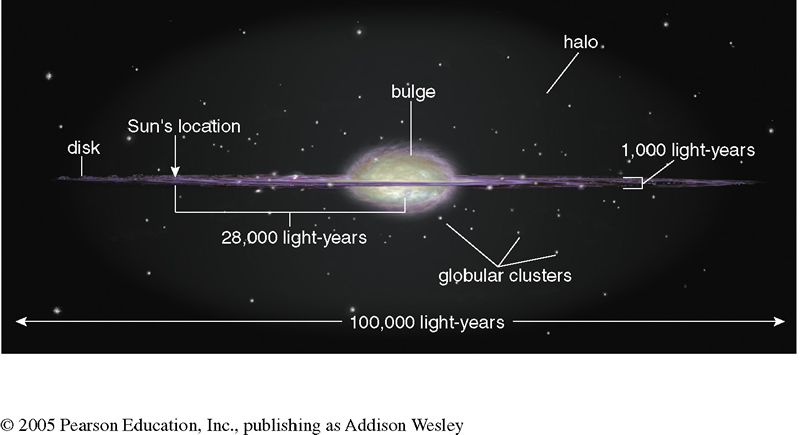 halo
bulge
Sun's location
disk
1,000 light-years
28,000 light-years
globular clusters
100,000 light-years
© 2005 Pearson Education, Inc., publishing as Addison Wesley